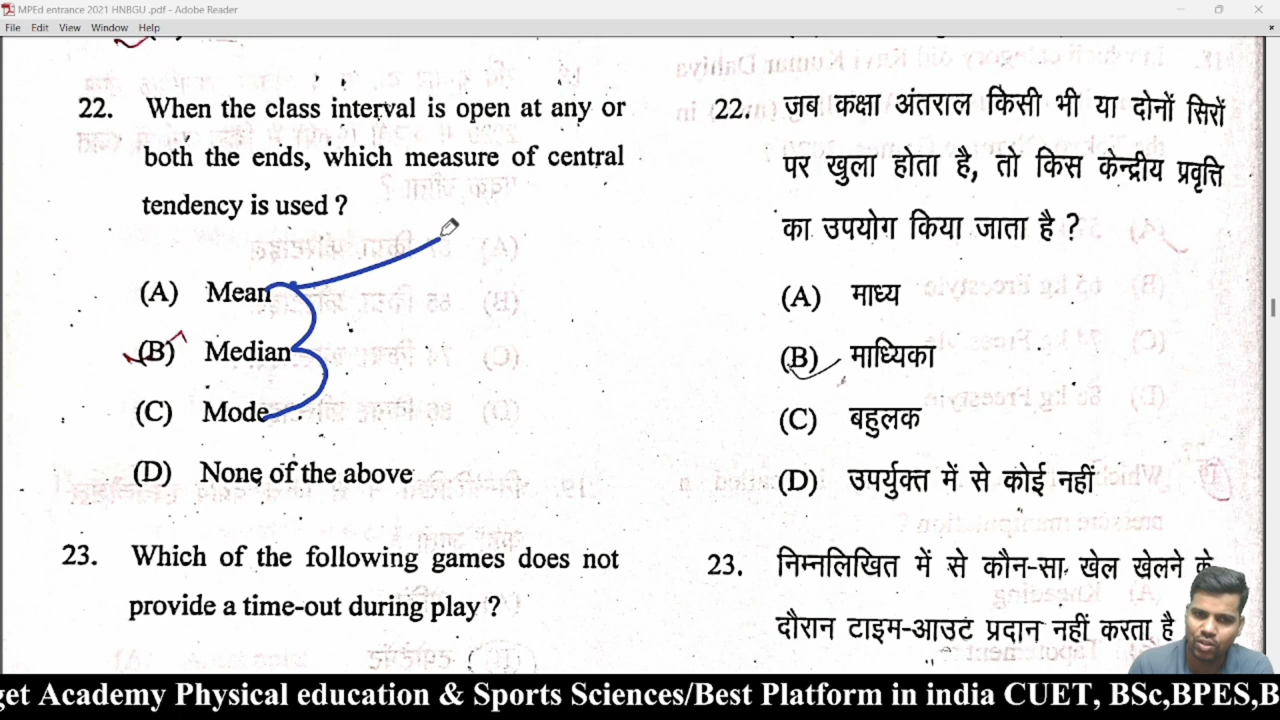 MPEd entrance 2021 HNBGU .pdf - Adobe Reader
File Edit View Window Help
22. When the class interval is open at any or
both the ends, which measure of central
tendency is used ?
(A) Mean
(B) Median
(C) Mode
(D) None of the above
23. Which of the following games does not
provide a time-out during play ?
22. जब कक्षा अंतराल किसी भी या दोनों सिरों
पर खुला होता है, तो किस केन्द्रीय प्रवृत्ति
का उपयोग किया जाता है ?
(A) माध्य
(B) माध्यिका
(C) बहुलक
(D) उपर्युक्त में से कोई नहीं
23. निम्नलिखित में से कौन-सा खेल खेलने के
दौरान टाइम-आउट प्रदान नहीं करता है
get Academy Physical education & Sports Sciences/Best Platform in india CUET, BSc,BPES,B